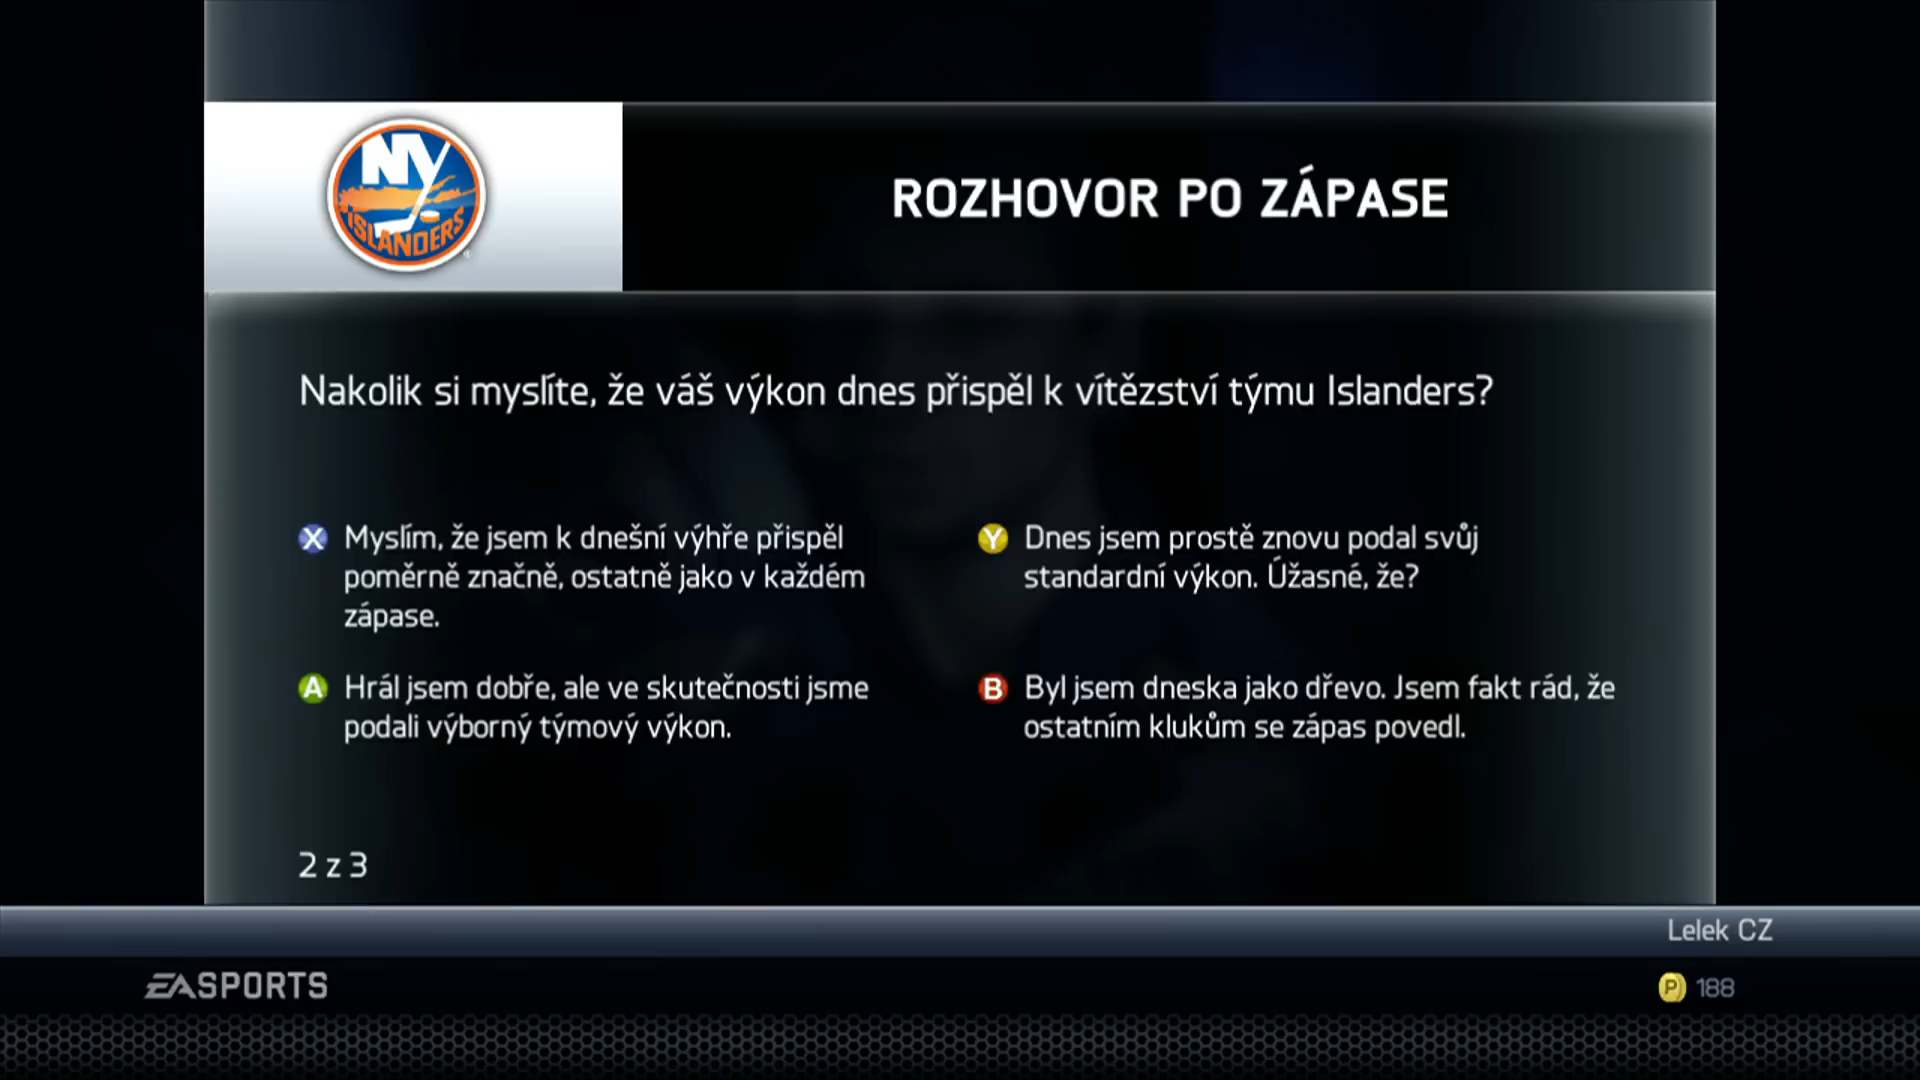 NY
ISLANDERS
ROZHOVOR PO ZÁPASE
Nakolik si myslíte, že váš výkon dnes přispěl k vítězství týmu Islanders?
X Myslím, že jsem k dnešní výhře přispěl
poměrně značně, ostatně jako v každém
zápase.
Y Dnes jsem prostě znovu podal svůj
standardní výkon. Úžasné, že?
A Hrál jsem dobře, ale ve skutečnosti jsme
podali výborný týmový výkon.
B Byl jsem dneska jako dřevo. Jsem fakt rád, že
ostatním klukům se zápas povedl.
2 z 3
Lelek CZ
EA SPORTS
P 188